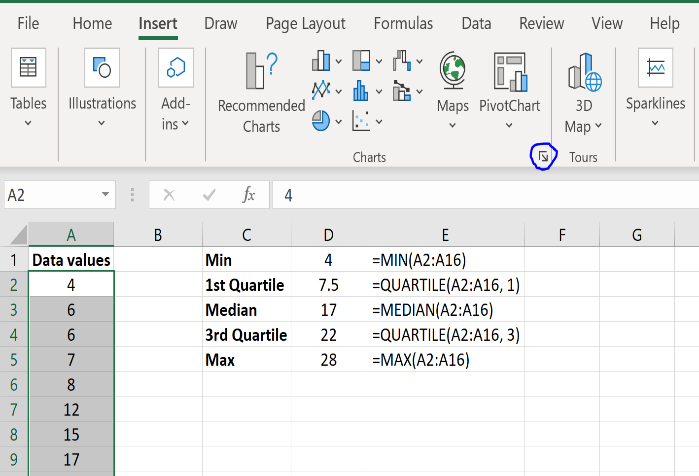 File Home Insert Draw Page Layout Formulas Data Review View Help
Tables Illustrations Add-ins Recommended Charts Maps PivotChart 3D Map Sparklines
Charts Tours
A2 fx 4
A B C D E F G
1 Data values Min 4 =MIN(A2:A16)
2 4 1st Quartile 7.5 =QUARTILE(A2:A16, 1)
3 6 Median 17 =MEDIAN(A2:A16)
4 6 3rd Quartile 22 =QUARTILE(A2:A16, 3)
5 7 Max 28 =MAX(A2:A16)
6 8
7 12
8 15
9 17